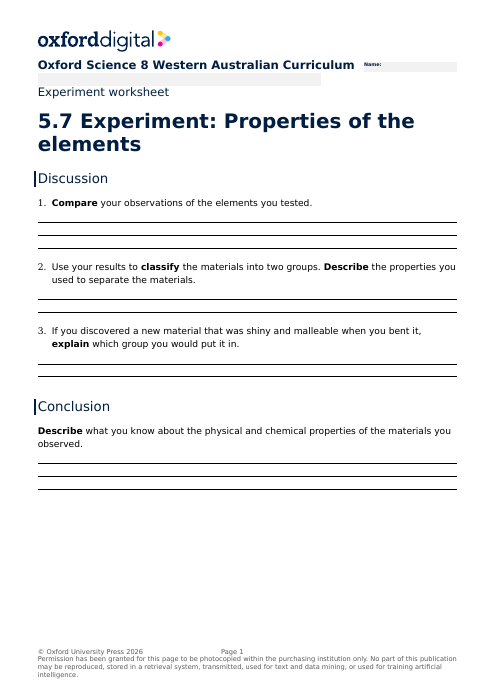 oxforddigital
Oxford Science 8 Western Australian Curriculum Name:
Experiment worksheet
5.7 Experiment: Properties of the
elements
Discussion
1. Compare your observations of the elements you tested.
2. Use your results to classify the materials into two groups. Describe the properties you
used to separate the materials.
3. If you discovered a new material that was shiny and malleable when you bent it,
explain which group you would put it in.
Conclusion
Describe what you know about the physical and chemical properties of the materials you
observed.
© Oxford University Press 2026 Page 1
Permission has been granted for this page to be photocopied within the purchasing institution only. No part of this publication
may be reproduced, stored in a retrieval system, transmitted, used for text and data mining, or used for training artificial
intelligence.